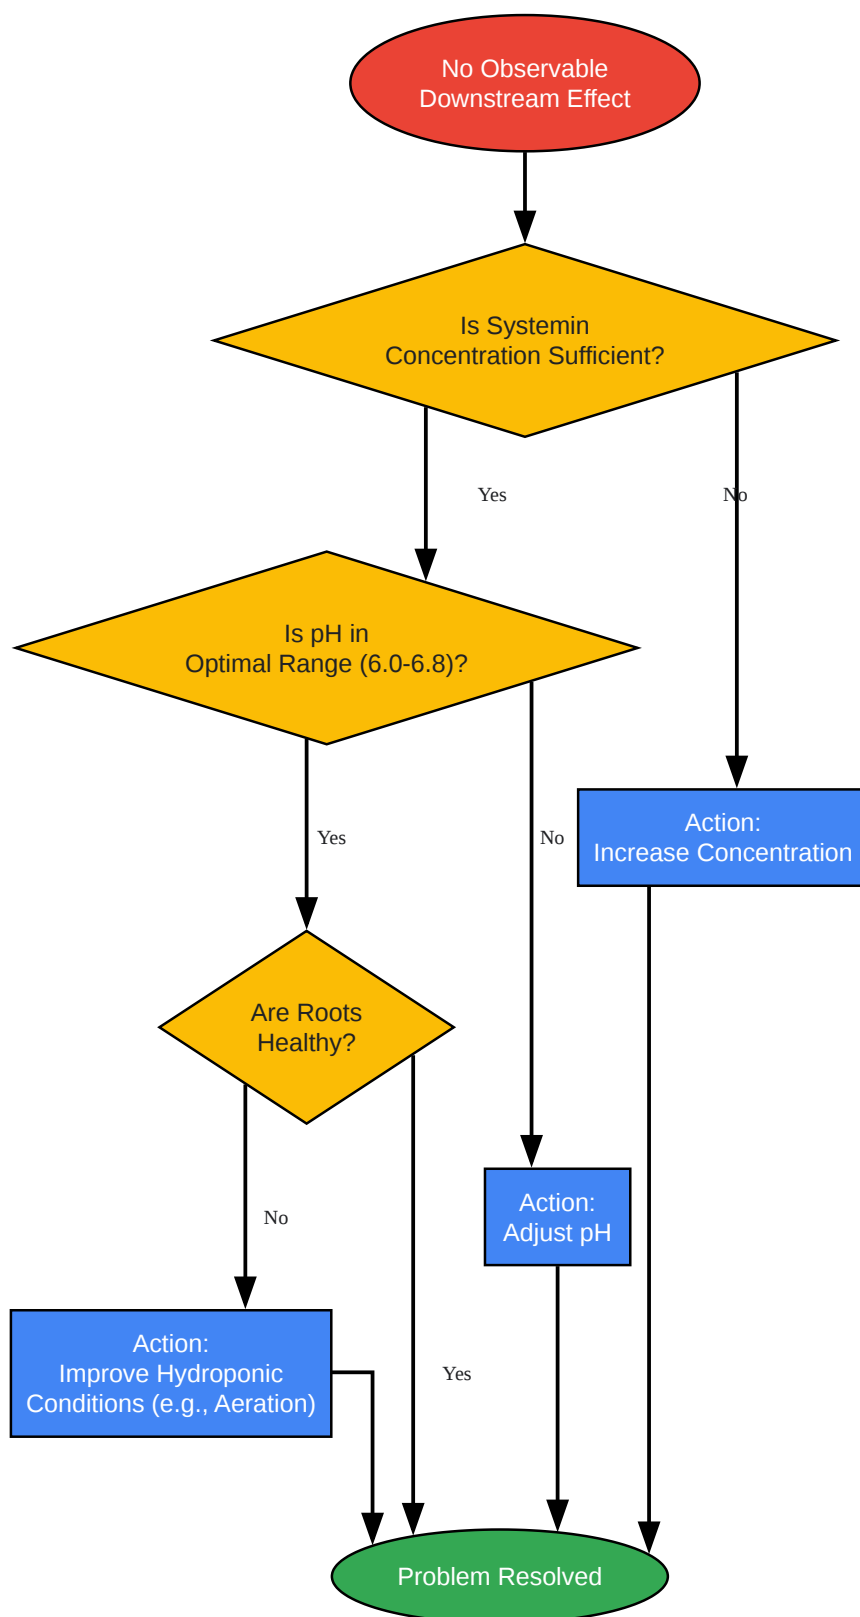 No Observable
Downstream Effect
Is Systemin
Concentration Sufficient?
Yes
No
Is pH in
Optimal Range (6.0-6.8)?
Yes
No
Action:
Increase Concentration
Are Roots
Healthy?
No
Action:
Adjust pH
Action:
Improve Hydroponic
Conditions (e.g., Aeration)
Yes
Problem Resolved